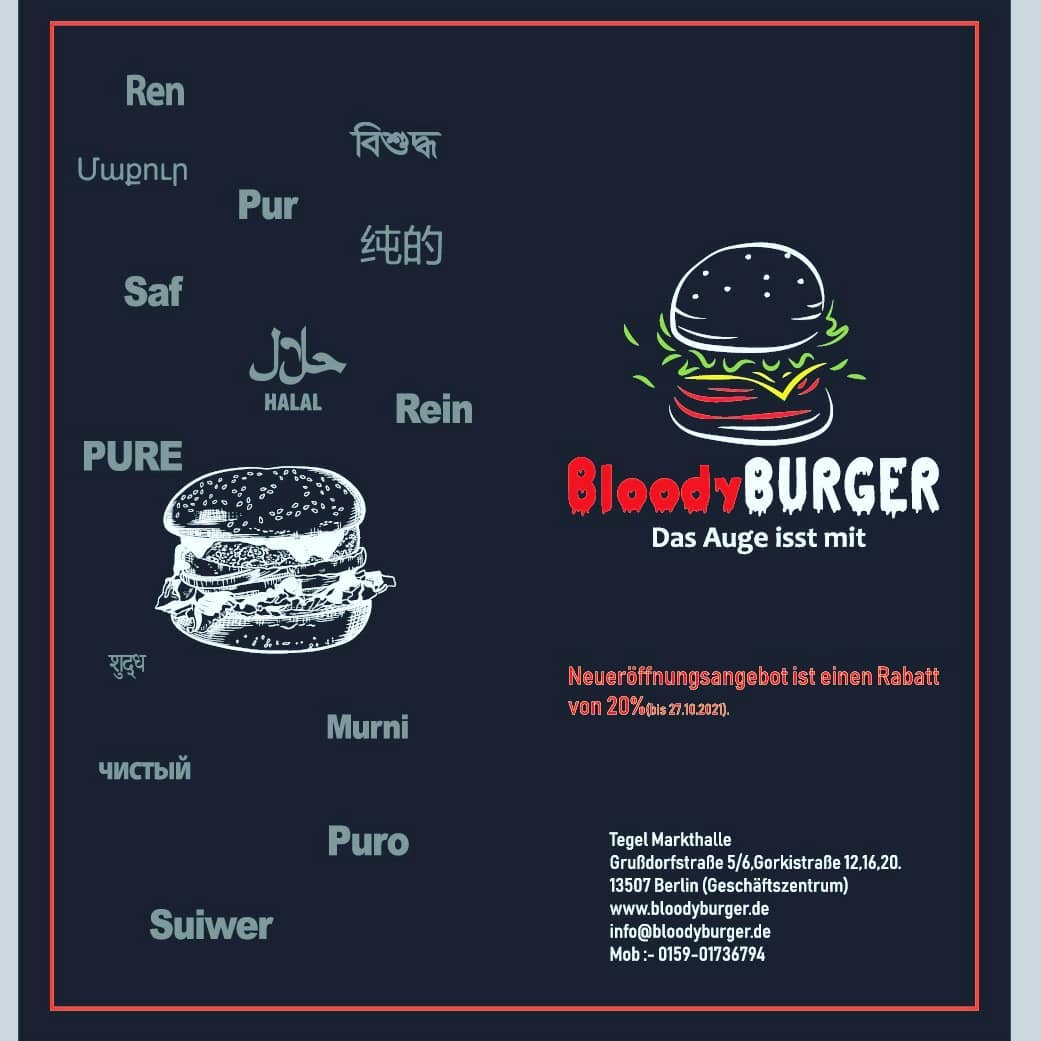 Ren
বিশুদ্ধ
Մաքուր
Pur
纯的
Saf
حلال
HALAL
Rein
PURE
शुद्ध
Murni
чистый
Puro
Suiwer
BloodyBURGER
Das Auge isst mit
Neueröffnungsangebot ist einen Rabatt
von 20%(bis 27.10.2021).
Tegel Markthalle
Grußdorfstraße 5/6,Gorkistraße 12,16,20.
13507 Berlin (Geschäftszentrum)
www.bloodyburger.de
info@bloodyburger.de
Mob :- 0159-01736794